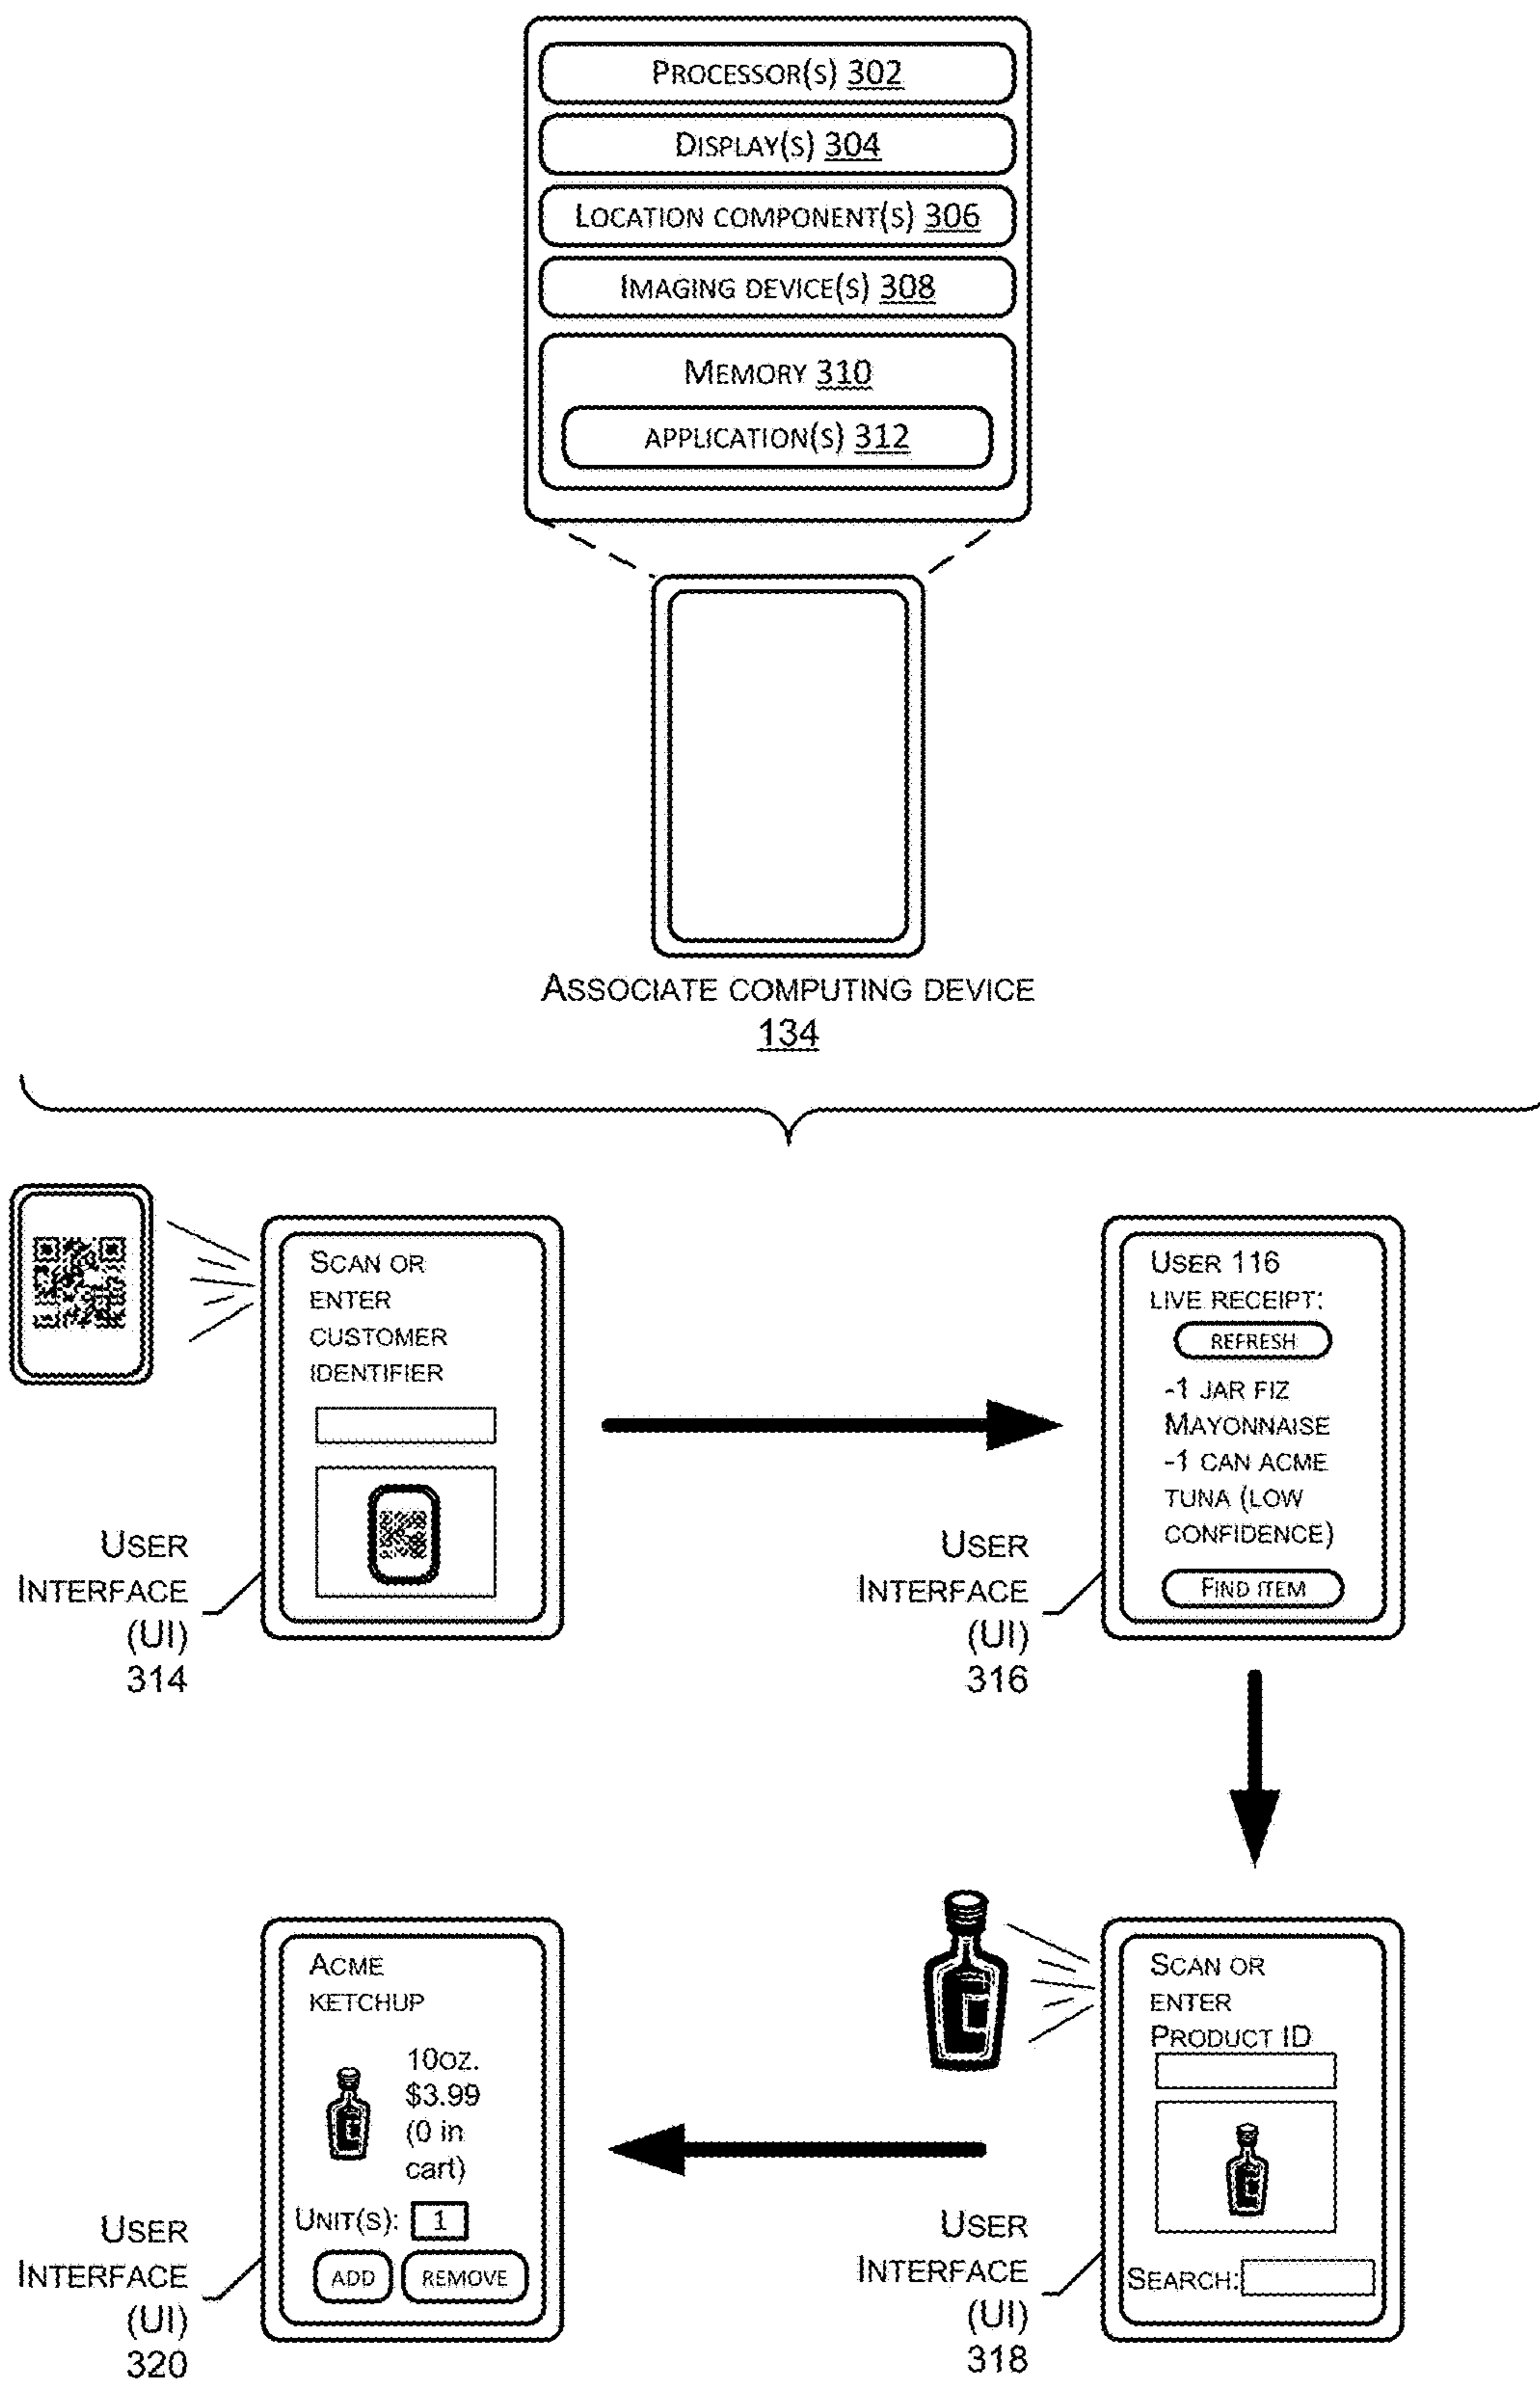 PROCESSOR(S) 302
DISPLAY(S) 304
LOCATION COMPONENT(S) 306
IMAGING DEVICE(S) 308
MEMORY 310
APPLICATION(S) 312
ASSOCIATE COMPUTING DEVICE
134
SCAN OR
ENTER
CUSTOMER
IDENTIFIER
USER
INTERFACE
(UI)
314
USER 116
LIVE RECEIPT:
REFRESH
-1 JAR FIZ
MAYONNAISE
-1 CAN ACME
TUNA (LOW
CONFIDENCE)
FIND ITEM
USER
INTERFACE
(UI)
316
SCAN OR
ENTER
PRODUCT ID
SEARCH:
USER
INTERFACE
(UI)
318
ACME
KETCHUP
10oz.
$3.99
(0 in
cart)
UNIT(S): 1
ADD REMOVE
USER
INTERFACE
(UI)
320